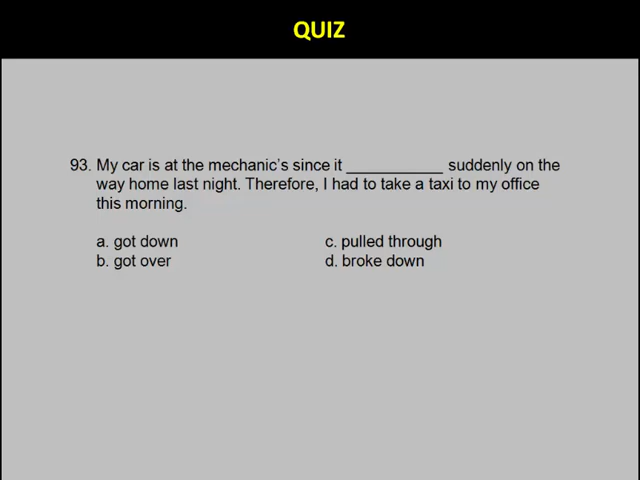 QUIZ
93. My car is at the mechanic's since it ___________ suddenly on the
way home last night. Therefore, I had to take a taxi to my office
this morning.
a. got down
c. pulled through
b. got over
d. broke down